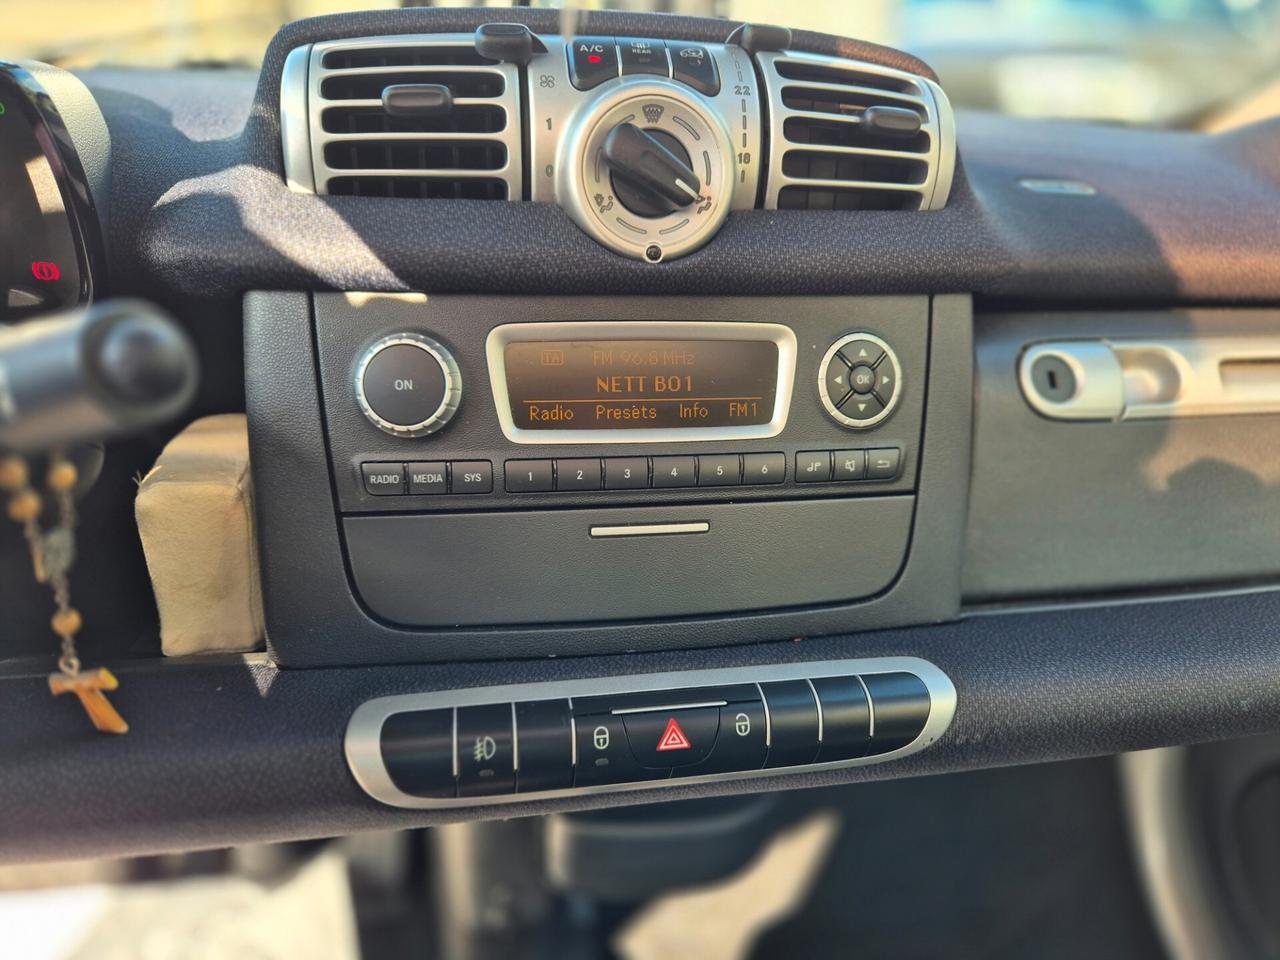 A/C
REAR
22
1
18
0
ON
TA FM 96.8 MHz
NETT BO1
Radio Presets Info FM1
OK
RADIO MEDIA SYS 1 2 3 4 5 6